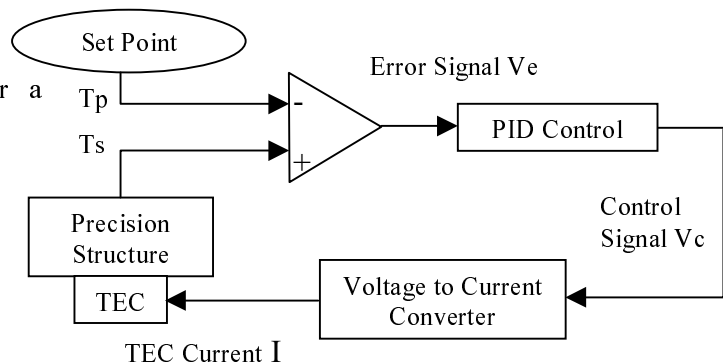 Set Point
Error Signal Ve
r a
Tp
-
PID Control
Ts
+
Precision
Structure
Control
Signal Vc
TEC
Voltage to Current
Converter
TEC Current I